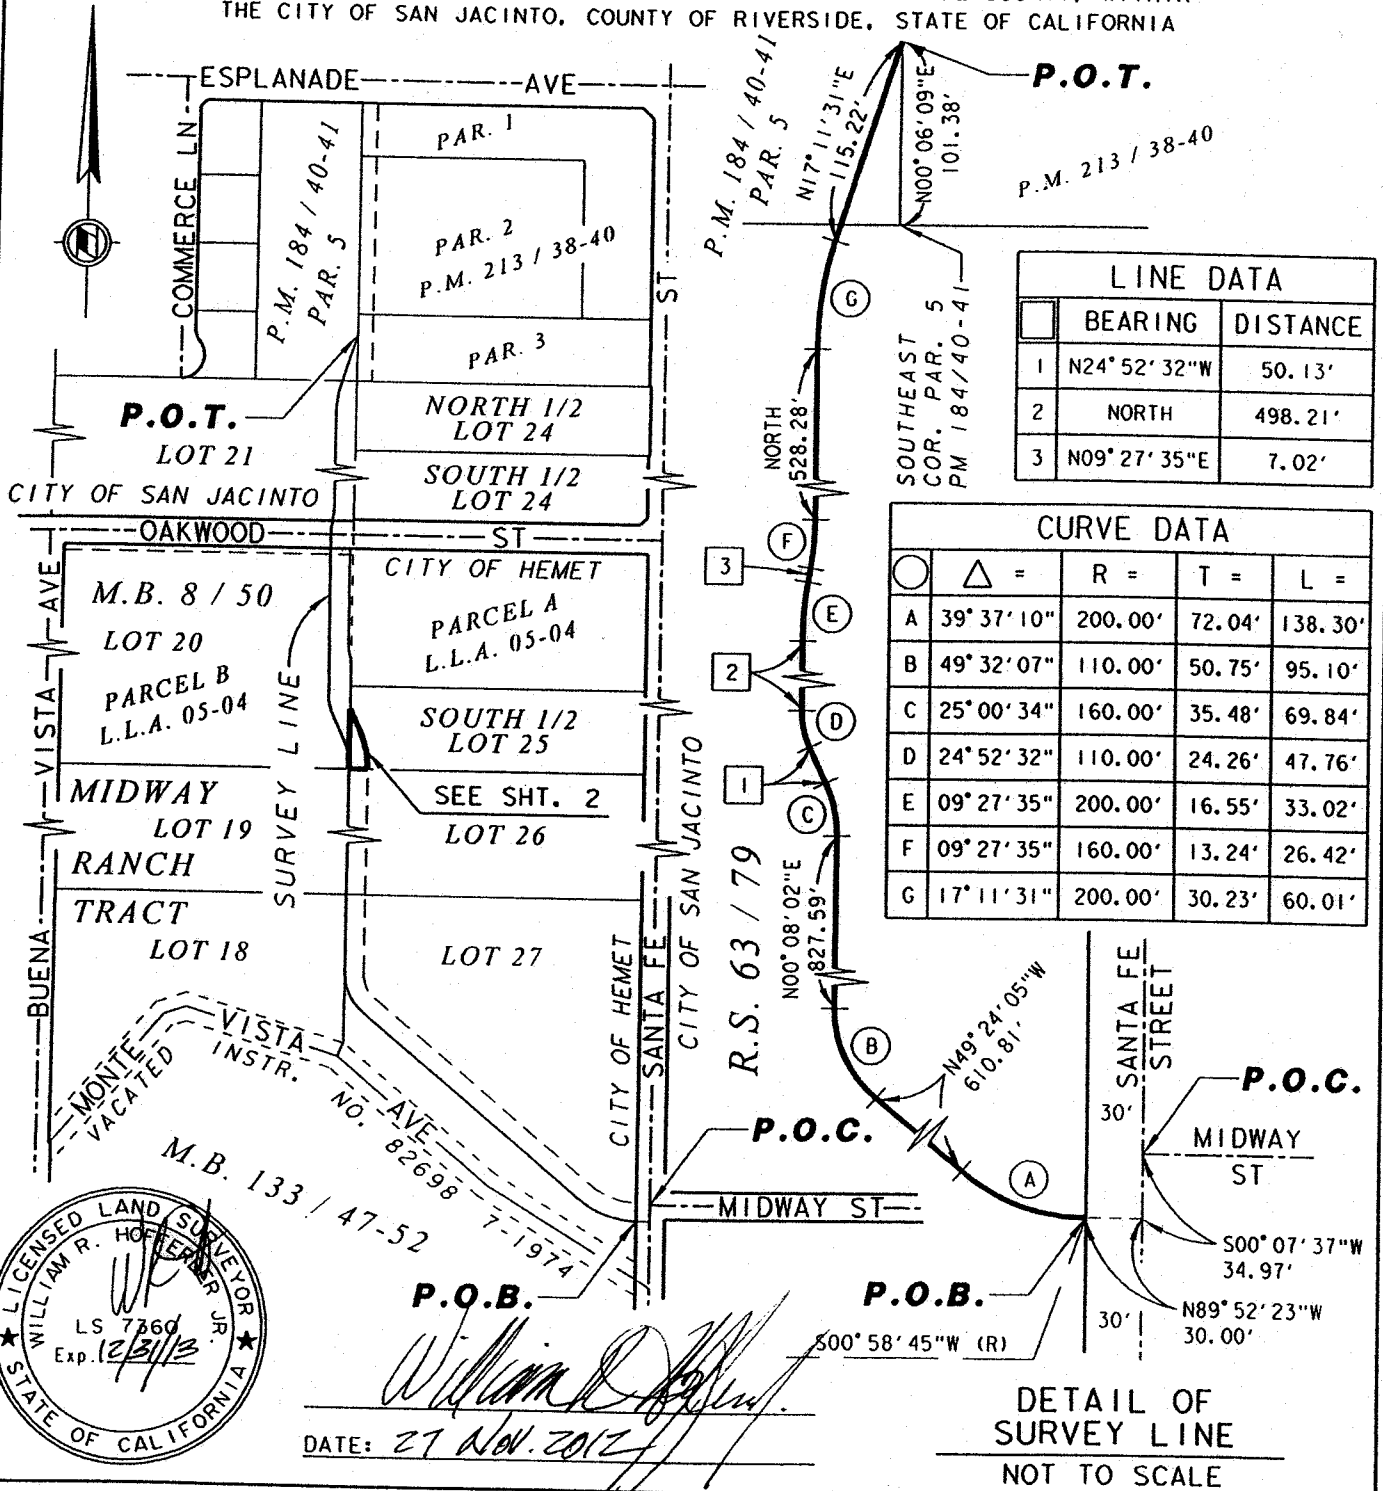 THE CITY OF SAN JACINTO, COUNTY OF RIVERSIDE, STATE OF CALIFORNIA
ESPLANADE AVE
COMMERCE LN
P.M. 184 / 40-41
PAR. 5
PAR. 1
PAR. 2
P.M. 213 / 38-40
PAR. 3
ST
P.O.T.
LOT 21
NORTH 1/2
LOT 24
SOUTH 1/2
LOT 24
CITY OF SAN JACINTO
OAKWOOD ST
CITY OF HEMET
M.B. 8 / 50
LOT 20
PARCEL B
L.L.A. 05-04
PARCEL A
L.L.A. 05-04
SURVEY LINE
SOUTH 1/2
LOT 25
SEE SHT. 2
MIDWAY
LOT 19
RANCH
TRACT
LOT 18
LOT 26
LOT 27
BUENA VISTA AVE
MONTE VISTA AVE
VACATED
INSTR. NO. 82698 7-1974
M.B. 133 / 47-52
CITY OF HEMET
SANTA FE
CITY OF SAN JACINTO
R.S. 63 / 79
P.O.C.
MIDWAY ST
P.O.B.
P.M. 184 / 40-41
PAR. 5
N17°11'31"E
115.22'
N00°06'09"E
101.38'
P.O.T.
P.M. 213 / 38-40
G
SOUTHEAST
COR. PAR. 5
PM 184/40-41
NORTH
528.28'
F
3
E
2
D
1
C
N00°08'02"E
827.59'
B
N49°24'05"W
610.81'
A
SANTA FE
STREET
30'
P.O.C.
MIDWAY
ST
S00°07'37"W
34.97'
N89°52'23"W
30.00'
30'
P.O.B.
S00°58'45"W (R)
LINE DATA
BEARING DISTANCE
1 N24°52'32"W 50.13'
2 NORTH 498.21'
3 N09°27'35"E 7.02'
CURVE DATA
△ = R = T = L =
A 39°37'10" 200.00' 72.04' 138.30'
B 49°32'07" 110.00' 50.75' 95.10'
C 25°00'34" 160.00' 35.48' 69.84'
D 24°52'32" 110.00' 24.26' 47.76'
E 09°27'35" 200.00' 16.55' 33.02'
F 09°27'35" 160.00' 13.24' 26.42'
G 17°11'31" 200.00' 30.23' 60.01'
LICENSED LAND SURVEYOR
WILLIAM R. HOFFERBER JR.
LS 7360
Exp. 12/31/13
STATE OF CALIFORNIA
DATE: 27 Nov. 2012
DETAIL OF
SURVEY LINE
NOT TO SCALE